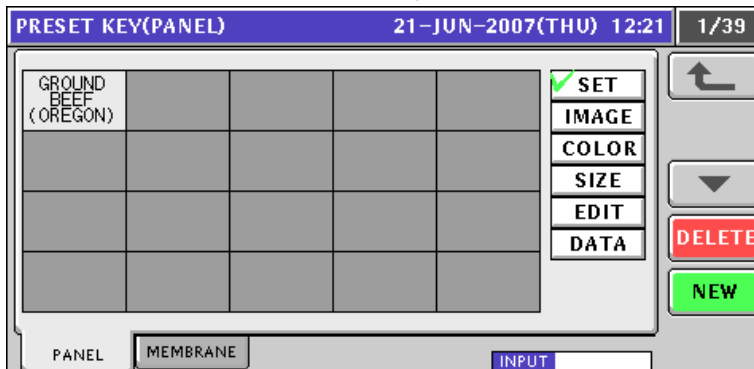 PRESET KEY(PANEL) 21-JUN-2007(THU) 12:21 1/39
GROUND
BEEF
(OREGON)
SET
IMAGE
COLOR
SIZE
EDIT
DATA
DELETE
NEW
PANEL MEMBRANE
INPUT